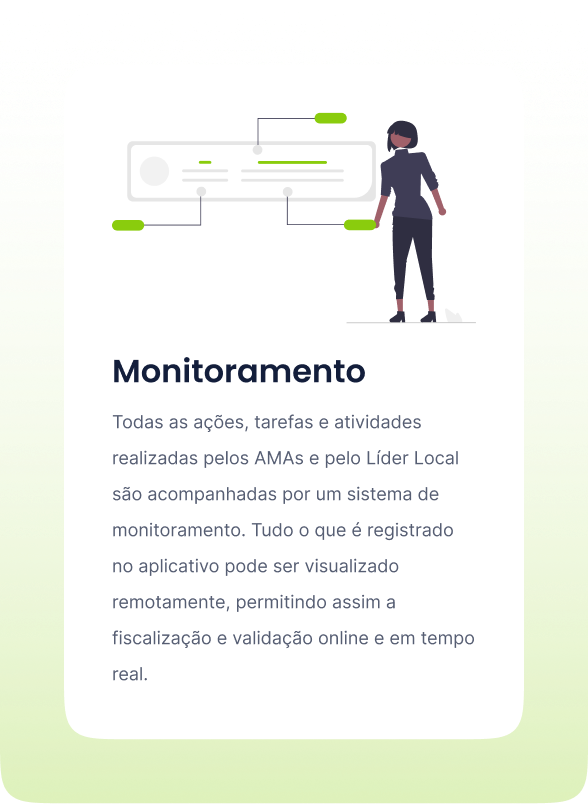 Monitoramento
Todas as ações, tarefas e atividades
realizadas pelos AMAs e pelo Líder Local
são acompanhadas por um sistema de
monitoramento. Tudo o que é registrado
no aplicativo pode ser visualizado
remotamente, permitindo assim a
fiscalização e validação online e em tempo
real.